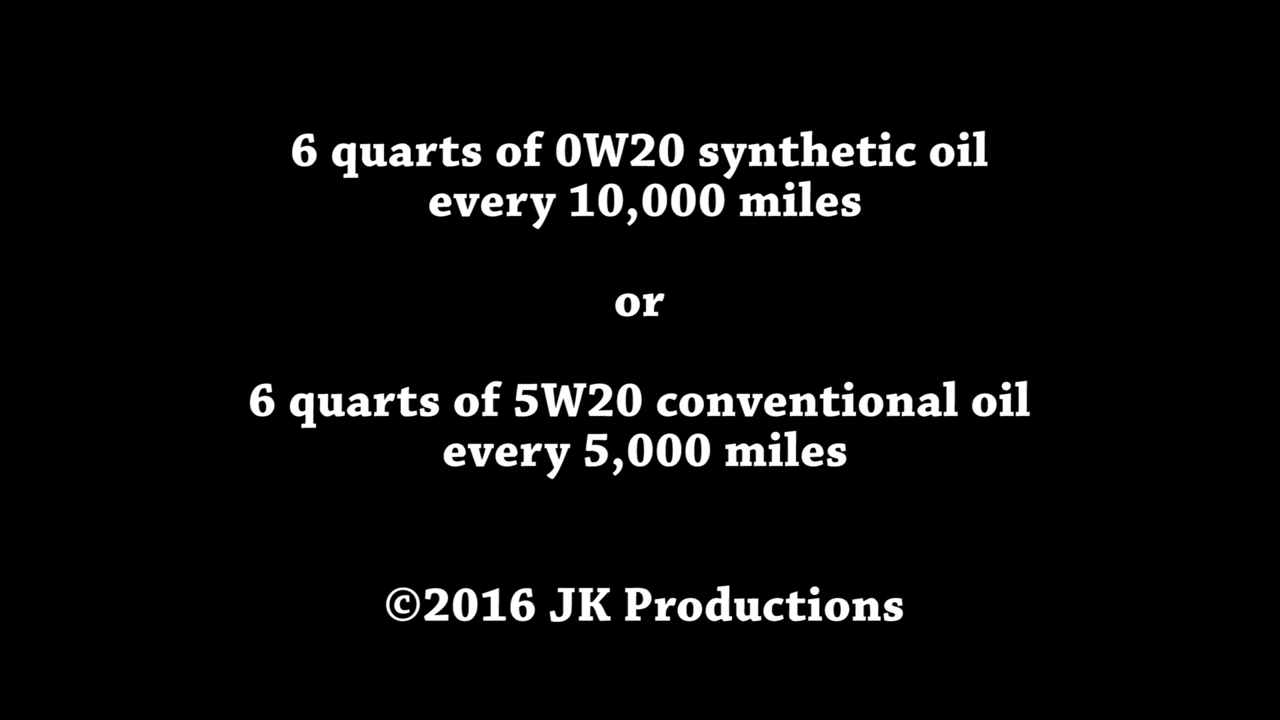 6 quarts of 0W20 synthetic oil
every 10,000 miles
or
6 quarts of 5W20 conventional oil
every 5,000 miles
©2016 JK Productions